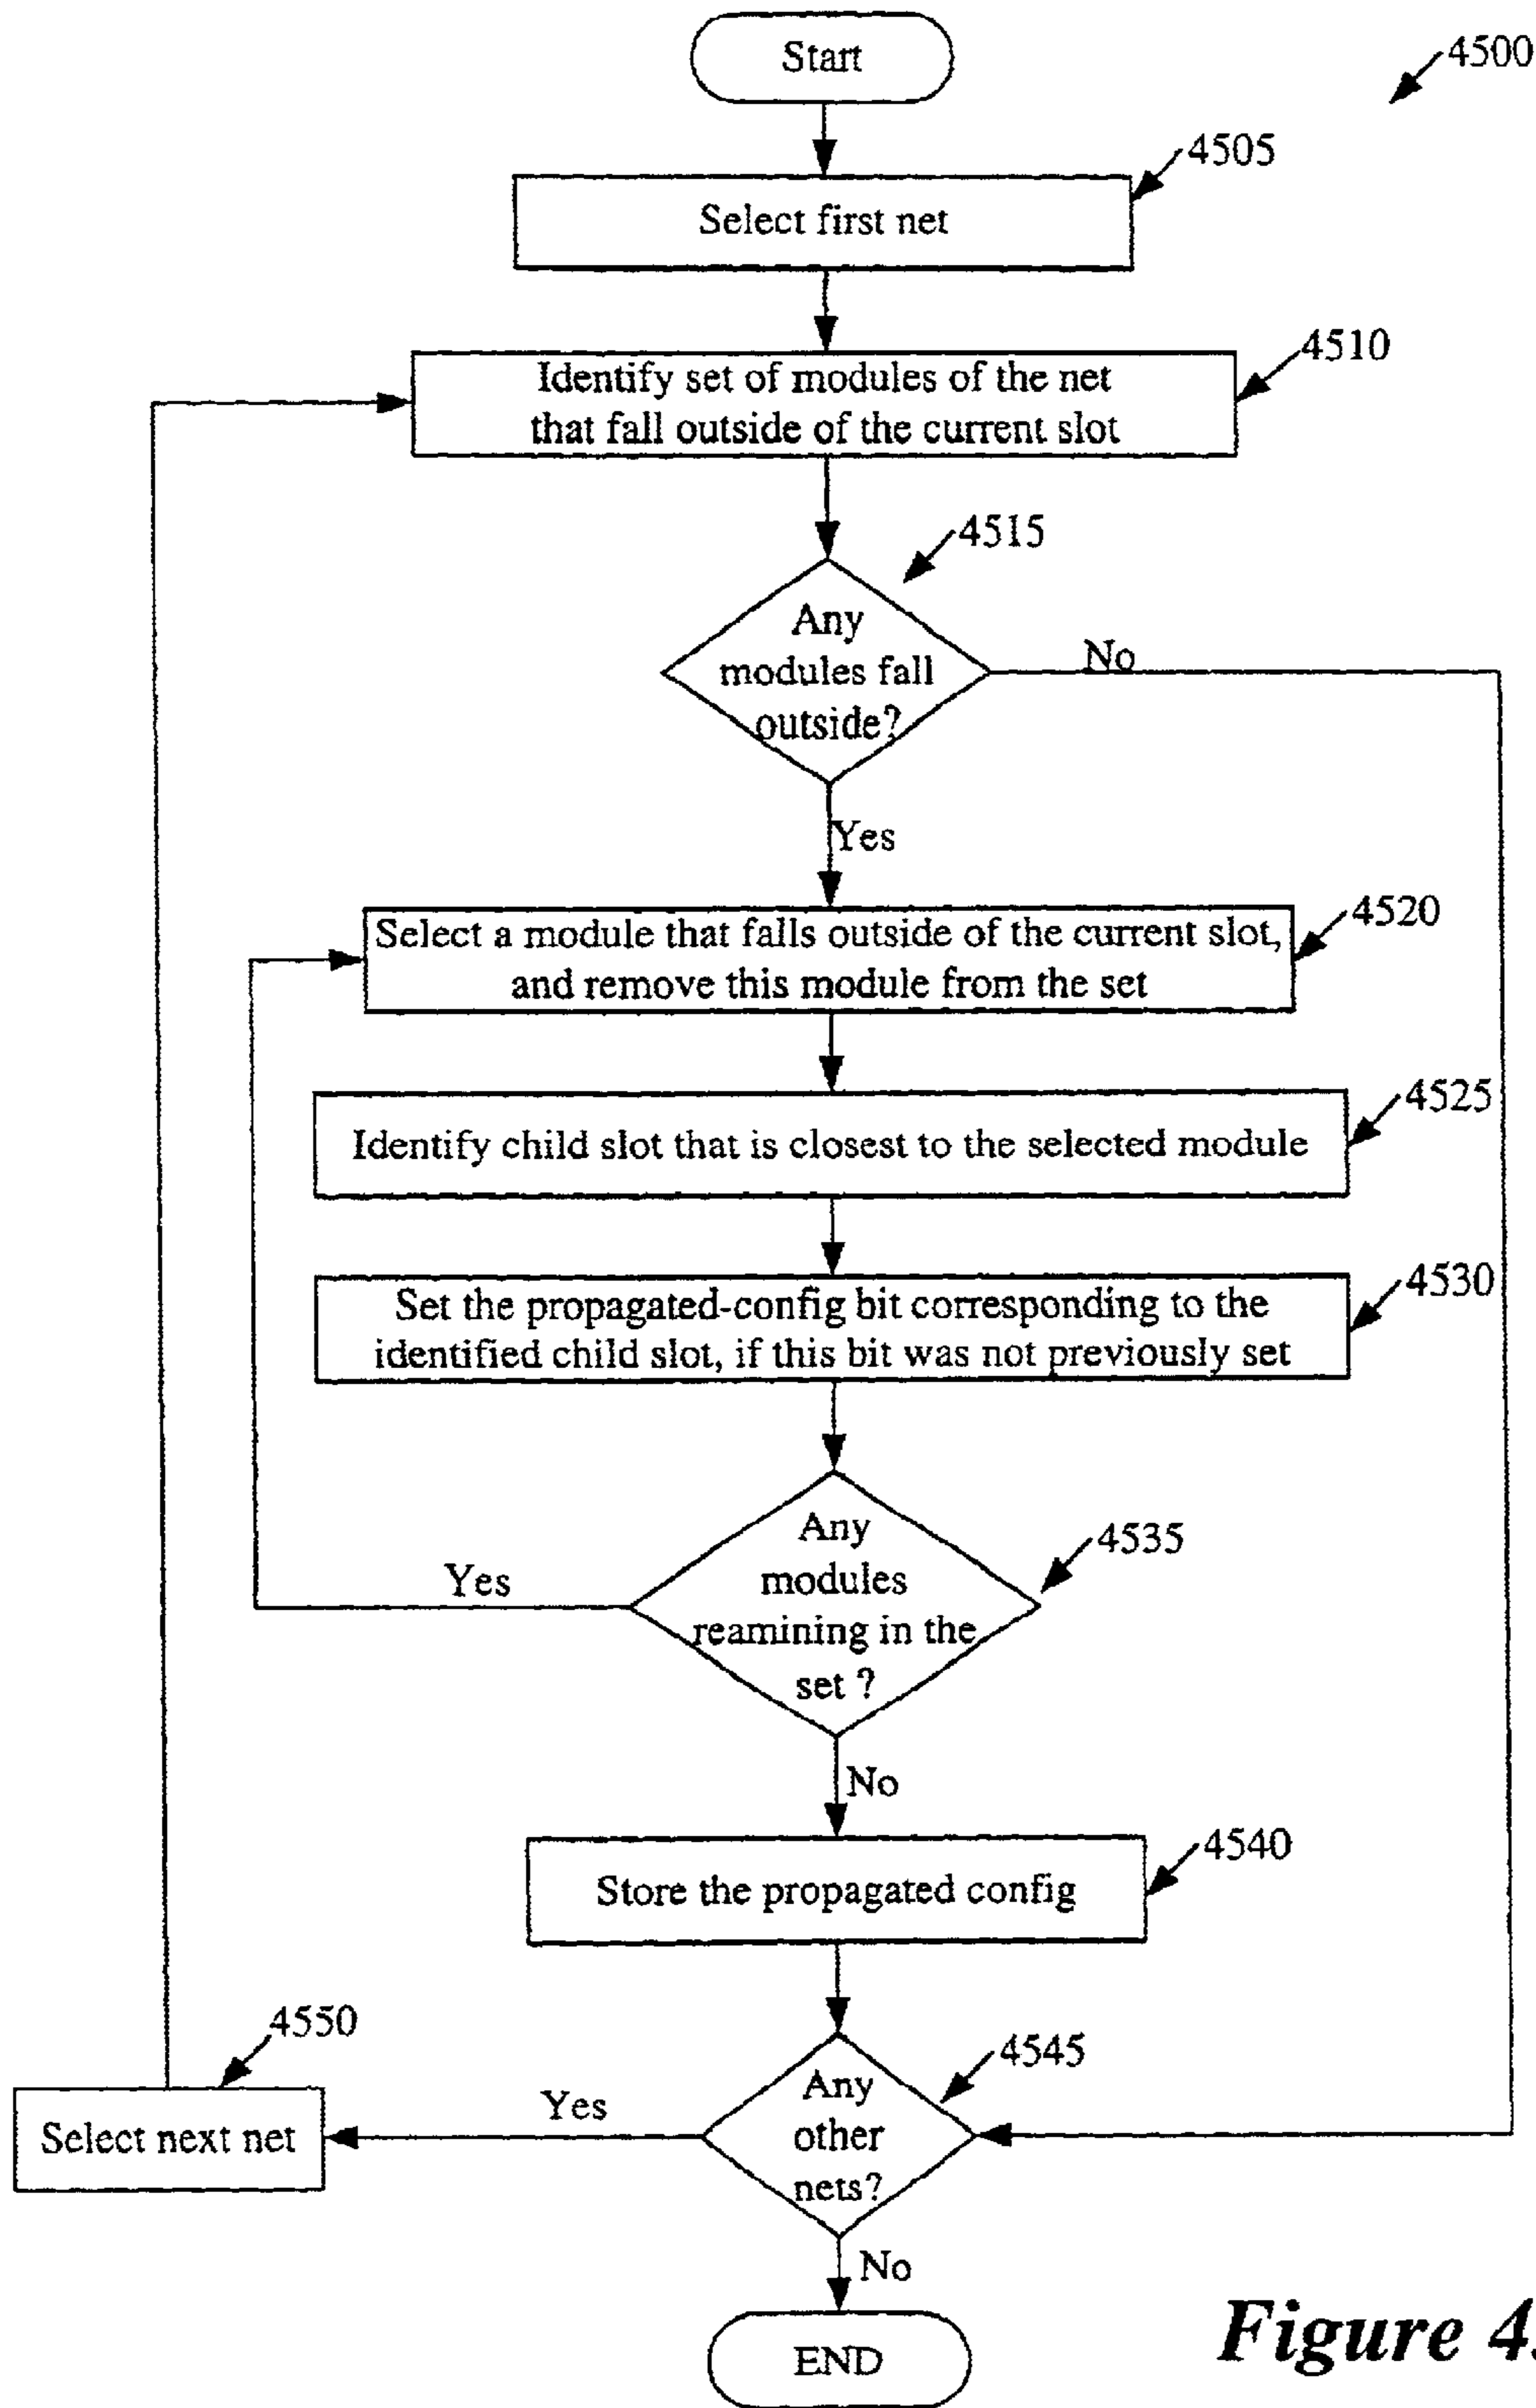 Start
4500
4505
Select first net
4510
Identify set of modules of the net
that fall outside of the current slot
4515
Any
modules fall
outside?
No
Yes
4520
Select a module that falls outside of the current slot,
and remove this module from the set
4525
Identify child slot that is closest to the selected module
4530
Set the propagated-config bit corresponding to the
identified child slot, if this bit was not previously set
4535
Any
modules
reamining in the
set ?
Yes
No
4540
Store the propagated config
4550
4545
Any
other
nets?
Yes
Select next net
No
END
Figure 4